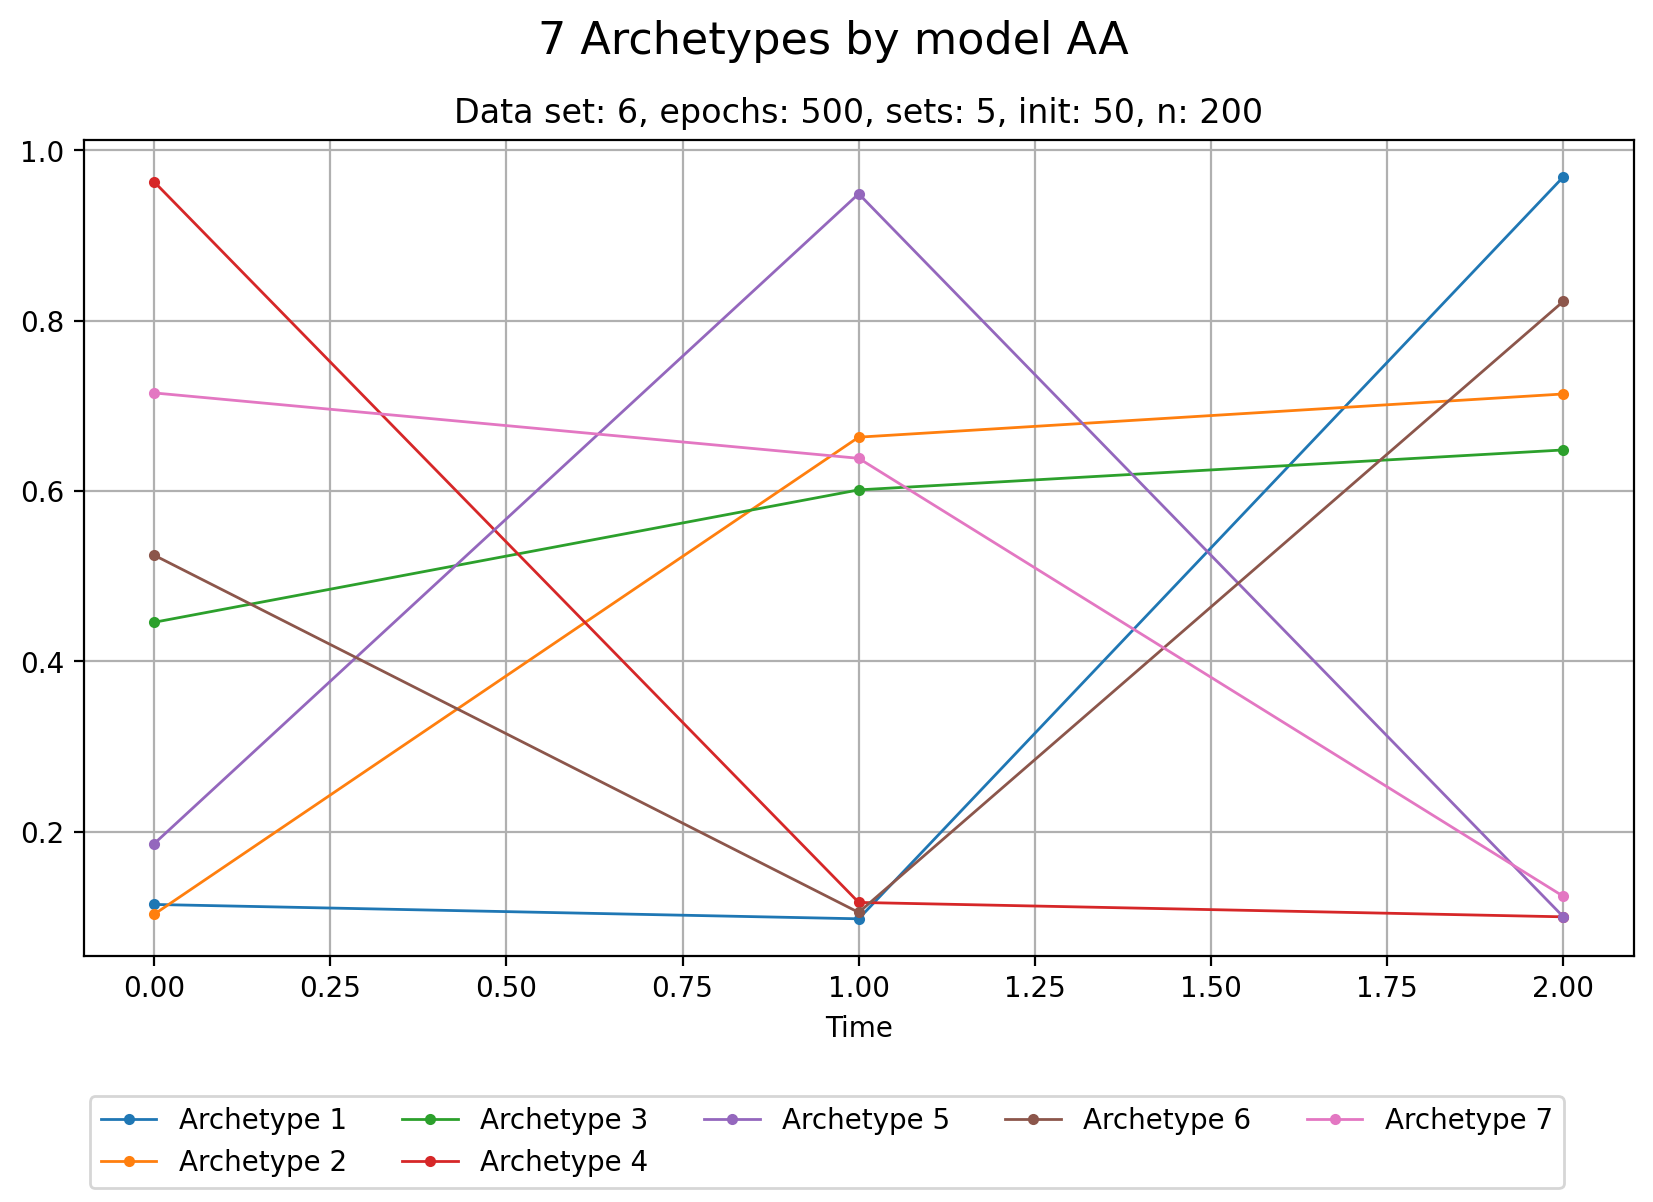 7 Archetypes by model AA
Data set: 6, epochs: 500, sets: 5, init: 50, n: 200
1.0
0.8
0.6
0.4
0.2
0.00 0.25 0.50 0.75 1.00 1.25 1.50 1.75 2.00
Time
Archetype 1 Archetype 3 Archetype 5 Archetype 6 Archetype 7
Archetype 2 Archetype 4